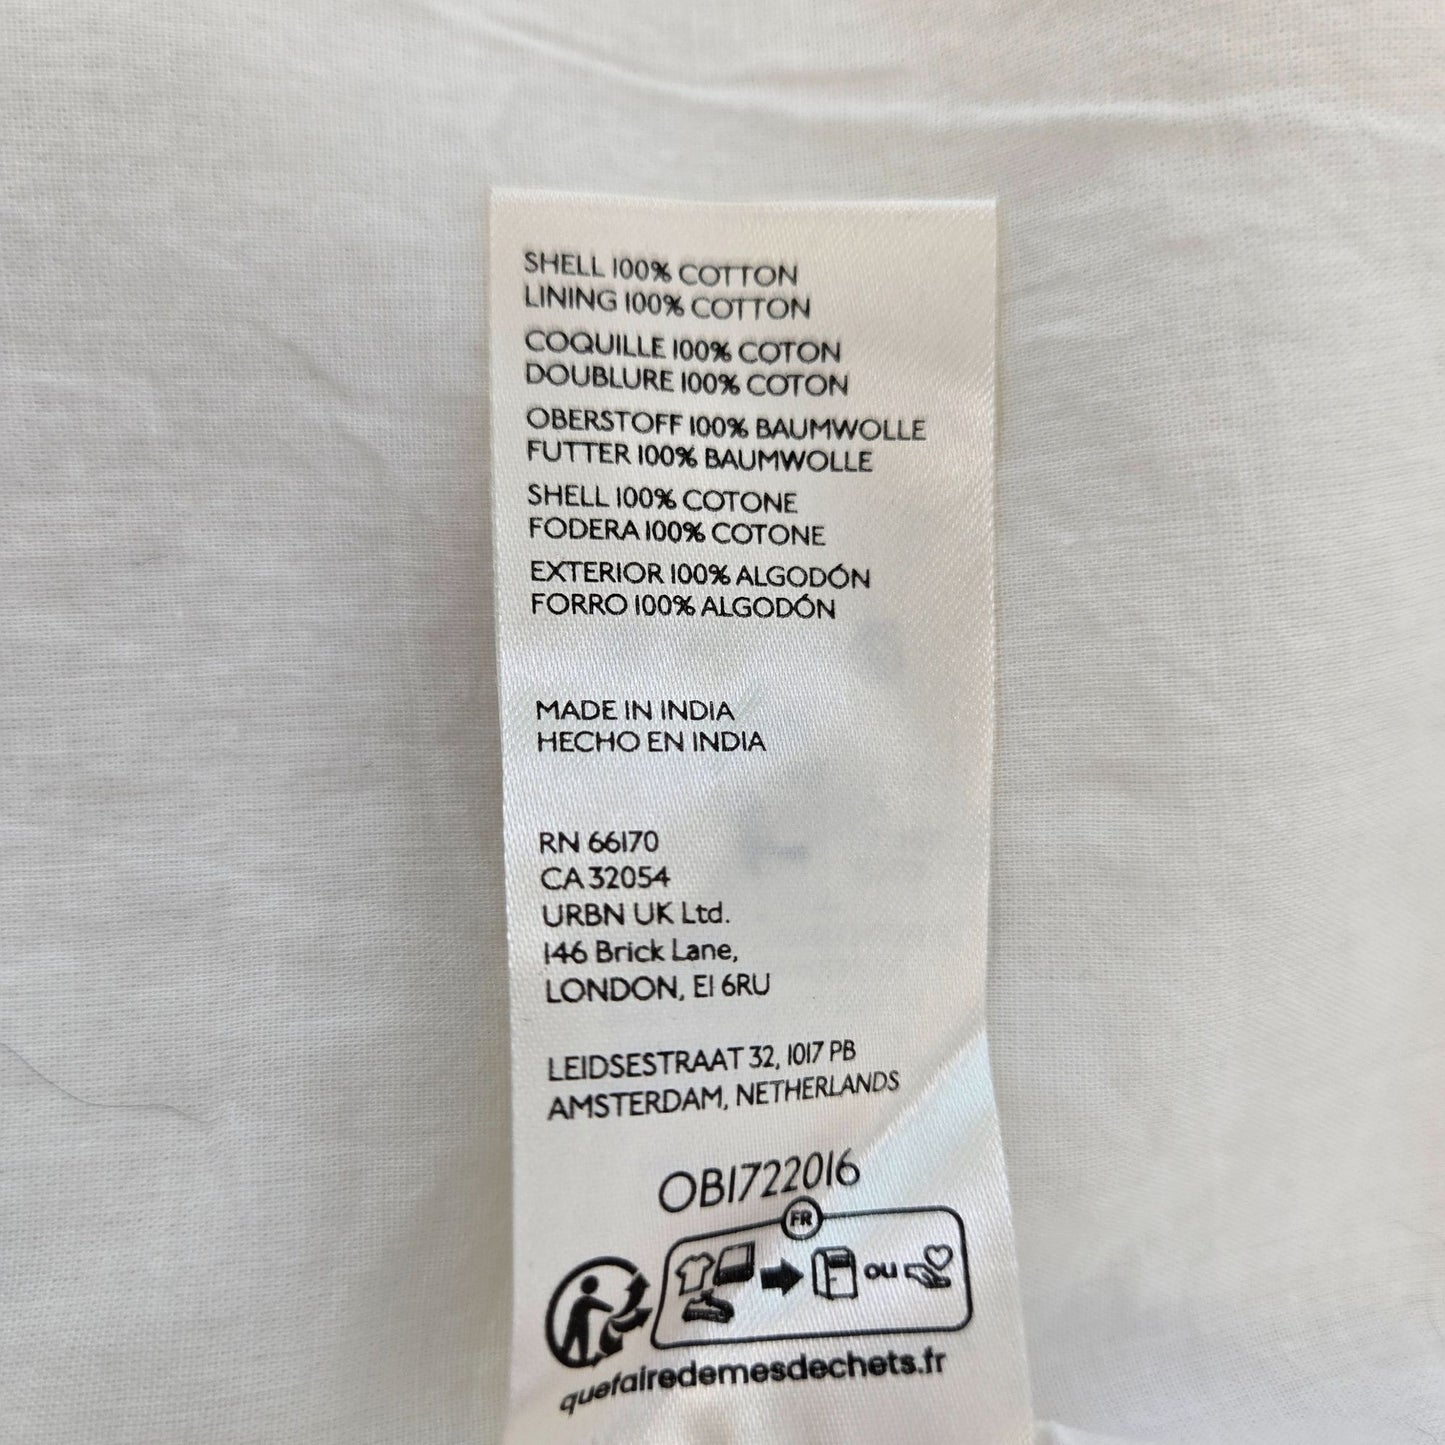 SHELL 100% COTTON
LINING 100% COTTON
COQUILLE 100% COTON
DOUBLURE 100% COTON
OBERSTOFF 100% BAUMWOLLE
FUTTER 100% BAUMWOLLE
SHELL 100% COTONE
FODERA 100% COTONE
EXTERIOR 100% ALGODÓN
FORRO 100% ALGODÓN
MADE IN INDIA
HECHO EN INDIA
RN 66170
CA 32054
URBN UK Ltd.
146 Brick Lane,
LONDON, E1 6RU
LEIDSESTRAAT 32, 1017 PB
AMSTERDAM, NETHERLANDS
OB1722016
FR
OU
quefairedemesdechets.fr